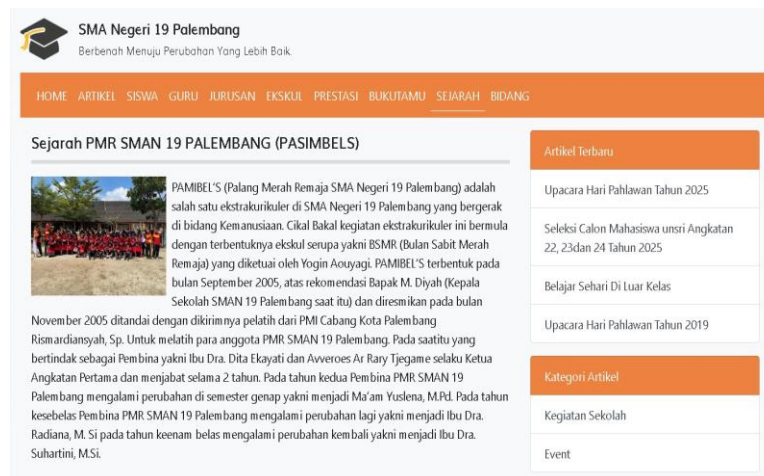 SMA Negeri 19 Palembang
Berbenah Menuju Perubahan Yang Lebih Baik.
HOME ARTIKEL SISWA GURU JURUSAN EKSKUL PRESTASI BUKUTAMU SEJARAH BIDANG
Sejarah PMR SMAN 19 PALEMBANG (PASIMBELS)
PAMIBEL'S (Palang Merah Remaja SMA Negeri 19 Palembang) adalah
salah satu ekstrakurikuler di SMA Negeri 19 Palembang yang bergerak
di bidang Kemanusiaan. Cikal Bakal kegiatan ekstrakurikuler ini bermula
dengan terbentuknya ekskul serupa yakni BSMR (Bulan Sabit Merah
Remaja) yang diketuai oleh Yogin Aouyagi. PAMIBEL'S terbentuk pada
bulan September 2005, atas rekomendasi Bapak M. Diyah (Kepala
Sekolah SMAN 19 Palembang saat itu) dan diresmikan pada bulan
November 2005 ditandai dengan dikirimnya pelatih dari PMI Cabang Kota Palembang
Rismardiansyah, Sp. Untuk melatih para anggota PMR SMAN 19 Palembang. Pada saatitu yang
bertindak sebagai Pembina yakni Ibu Dra. Dita Ekayati dan Avveroes Ar Rary Tjegame selaku Ketua
Angkatan Pertama dan menjabat selama 2 tahun. Pada tahun kedua Pembina PMR SMAN 19
Palembang mengalami perubahan di semester genap yakni menjadi Ma'am Yuslena, M.Pd. Pada tahun
kesebelas Pembina PMR SMAN 19 Palembang mengalami perubahan lagi yakni menjadi Ibu Dra.
Radiana, M. Si pada tahun keenam belas mengalami perubahan kembali yakni menjadi Ibu Dra.
Suhartini, M.Si.
Artikel Terbaru
Upacara Hari Pahlawan Tahun 2025
Seleksi Calon Mahasiswa unsri Angkatan
22, 23dan 24 Tahun 2025
Belajar Sehari Di Luar Kelas
Upacara Hari Pahlawan Tahun 2019
Kategori Artikel
Kegiatan Sekolah
Event